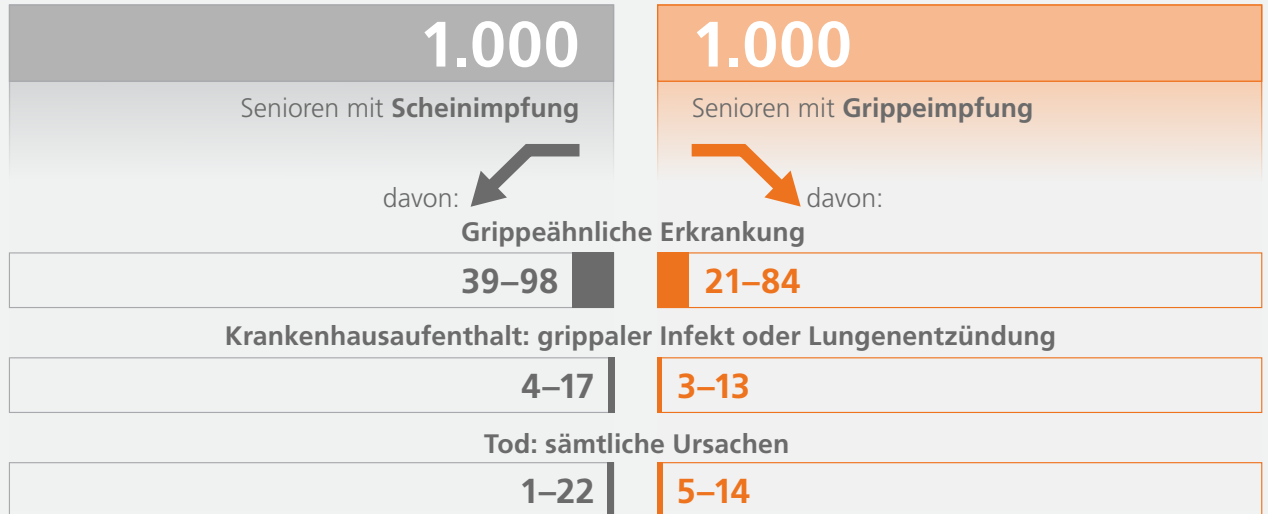 1.000 1.000
Senioren mit Scheinimpfung Senioren mit Grippeimpfung
davon: davon:
Grippeähnliche Erkrankung
39–98 21–84
Krankenhausaufenthalt: grippaler Infekt oder Lungenentzündung
4–17 3–13
Tod: sämtliche Ursachen
1–22 5–14